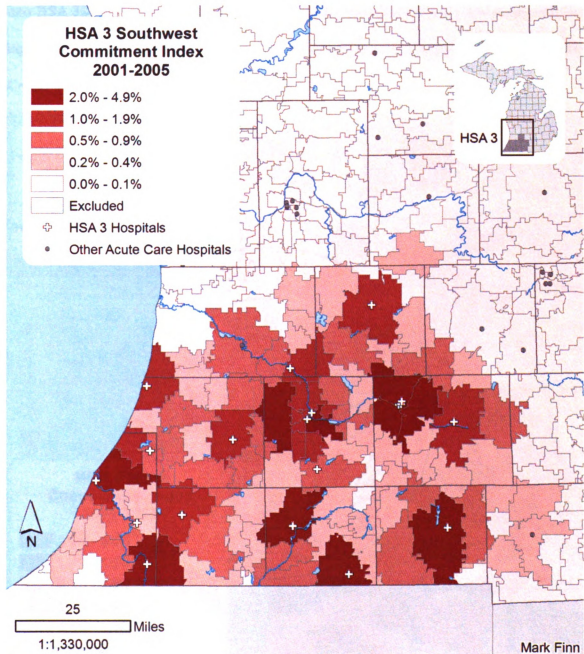 HSA 3 Southwest
Commitment Index
2001-2005
2.0% - 4.9%
1.0% - 1.9%
0.5% - 0.9%
0.2% - 0.4%
0.0% - 0.1%
Excluded
HSA 3 Hospitals
Other Acute Care Hospitals
HSA 3
N
25
Miles
1:1,330,000
Mark Finn